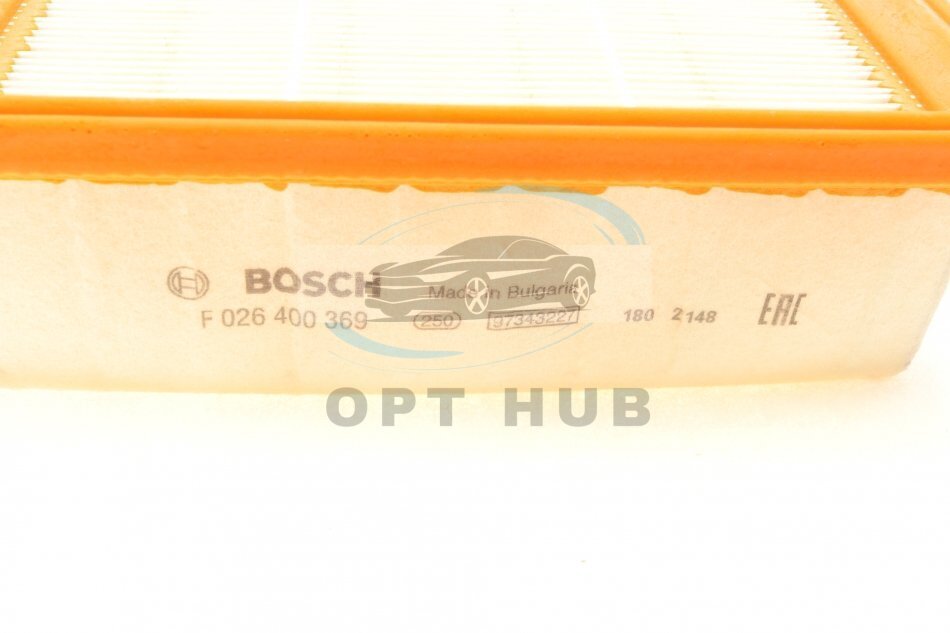 BOSCH Made in Bulgaria
F 026 400 369 250 97343227 180 2148 EAC
OPT HUB